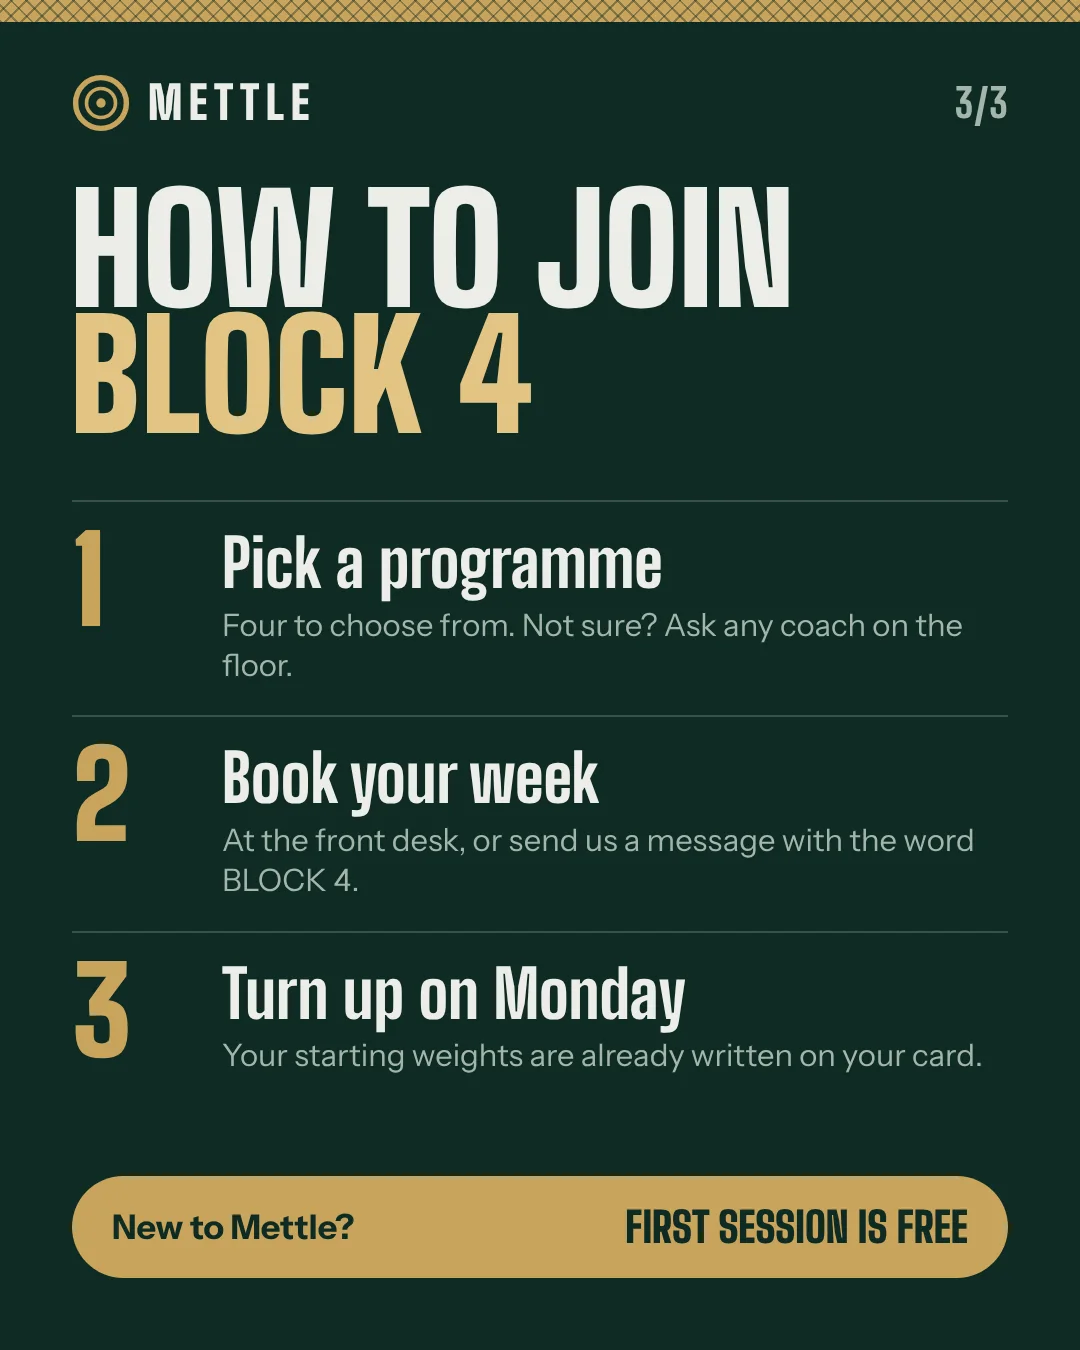 METTLE
3/3
HOW TO JOIN
BLOCK 4
1
Pick a programme
Four to choose from. Not sure? Ask any coach on the
floor.
2
Book your week
At the front desk, or send us a message with the word
BLOCK 4.
3
Turn up on Monday
Your starting weights are already written on your card.
New to Mettle?
FIRST SESSION IS FREE